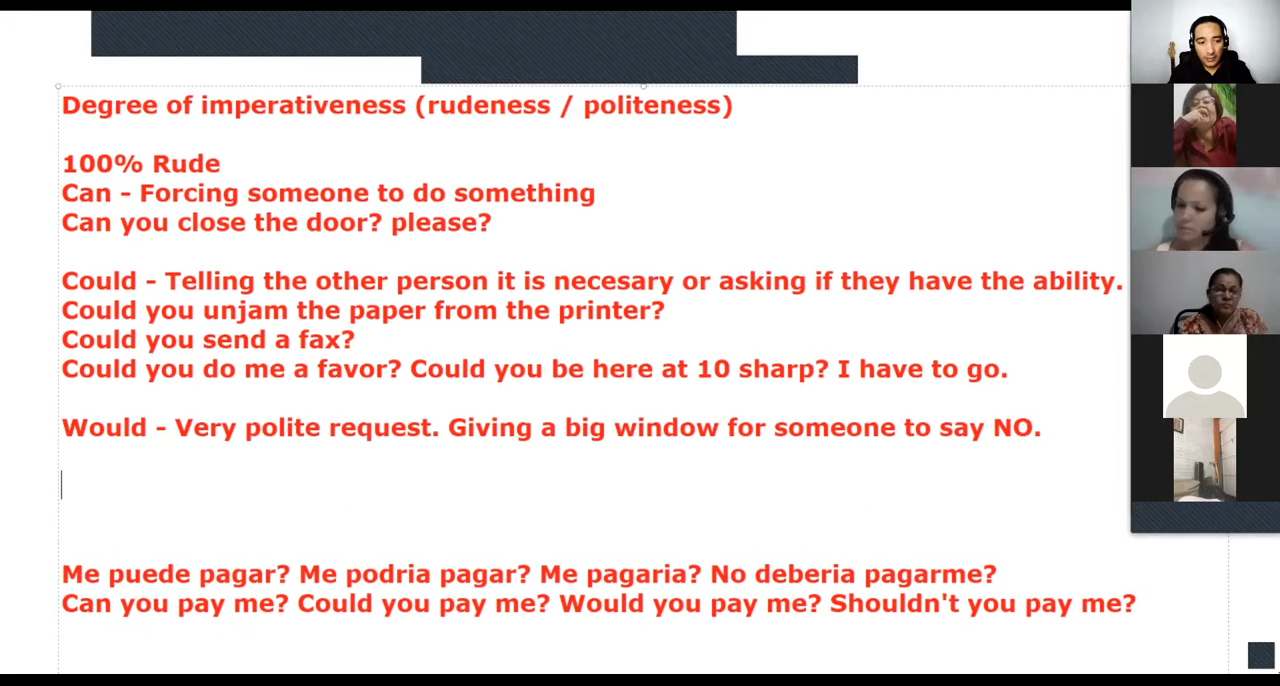 Degree of imperativeness (rudeness / politeness)
100% Rude
Can - Forcing someone to do something
Can you close the door? please?
Could - Telling the other person it is necesary or asking if they have the ability.
Could you unjam the paper from the printer?
Could you send a fax?
Could you do me a favor? Could you be here at 10 sharp? I have to go.
Would - Very polite request. Giving a big window for someone to say NO.
Me puede pagar? Me podria pagar? Me pagaria? No deberia pagarme?
Can you pay me? Could you pay me? Would you pay me? Shouldn't you pay me?